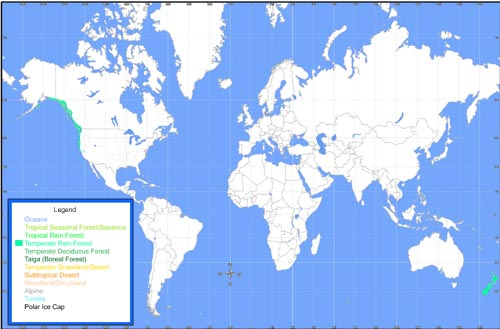 N
W
E
S
Legend
Oceans
Tropical Seasonal Forest/Savanna
Tropical Rain Forest
Temperate Rain Forest
Temperate Deciduous Forest
Taiga (Boreal Forest)
Temperate Grassland/Desert
Subtropical Desert
Woodland/Shrubland
Alpine
Tundra
Polar Ice Cap